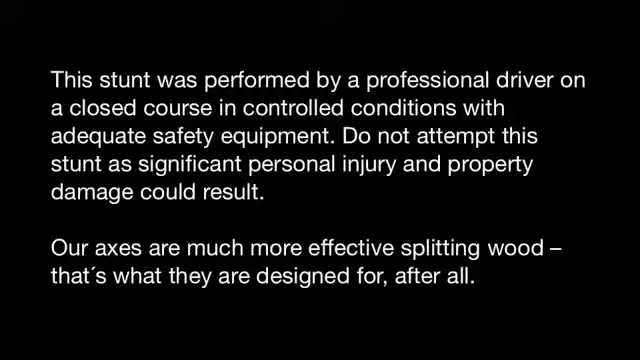 This stunt was performed by a professional driver on
a closed course in controlled conditions with
adequate safety equipment. Do not attempt this
stunt as significant personal injury and property
damage could result.
Our axes are much more effective splitting wood –
that´s what they are designed for, after all.